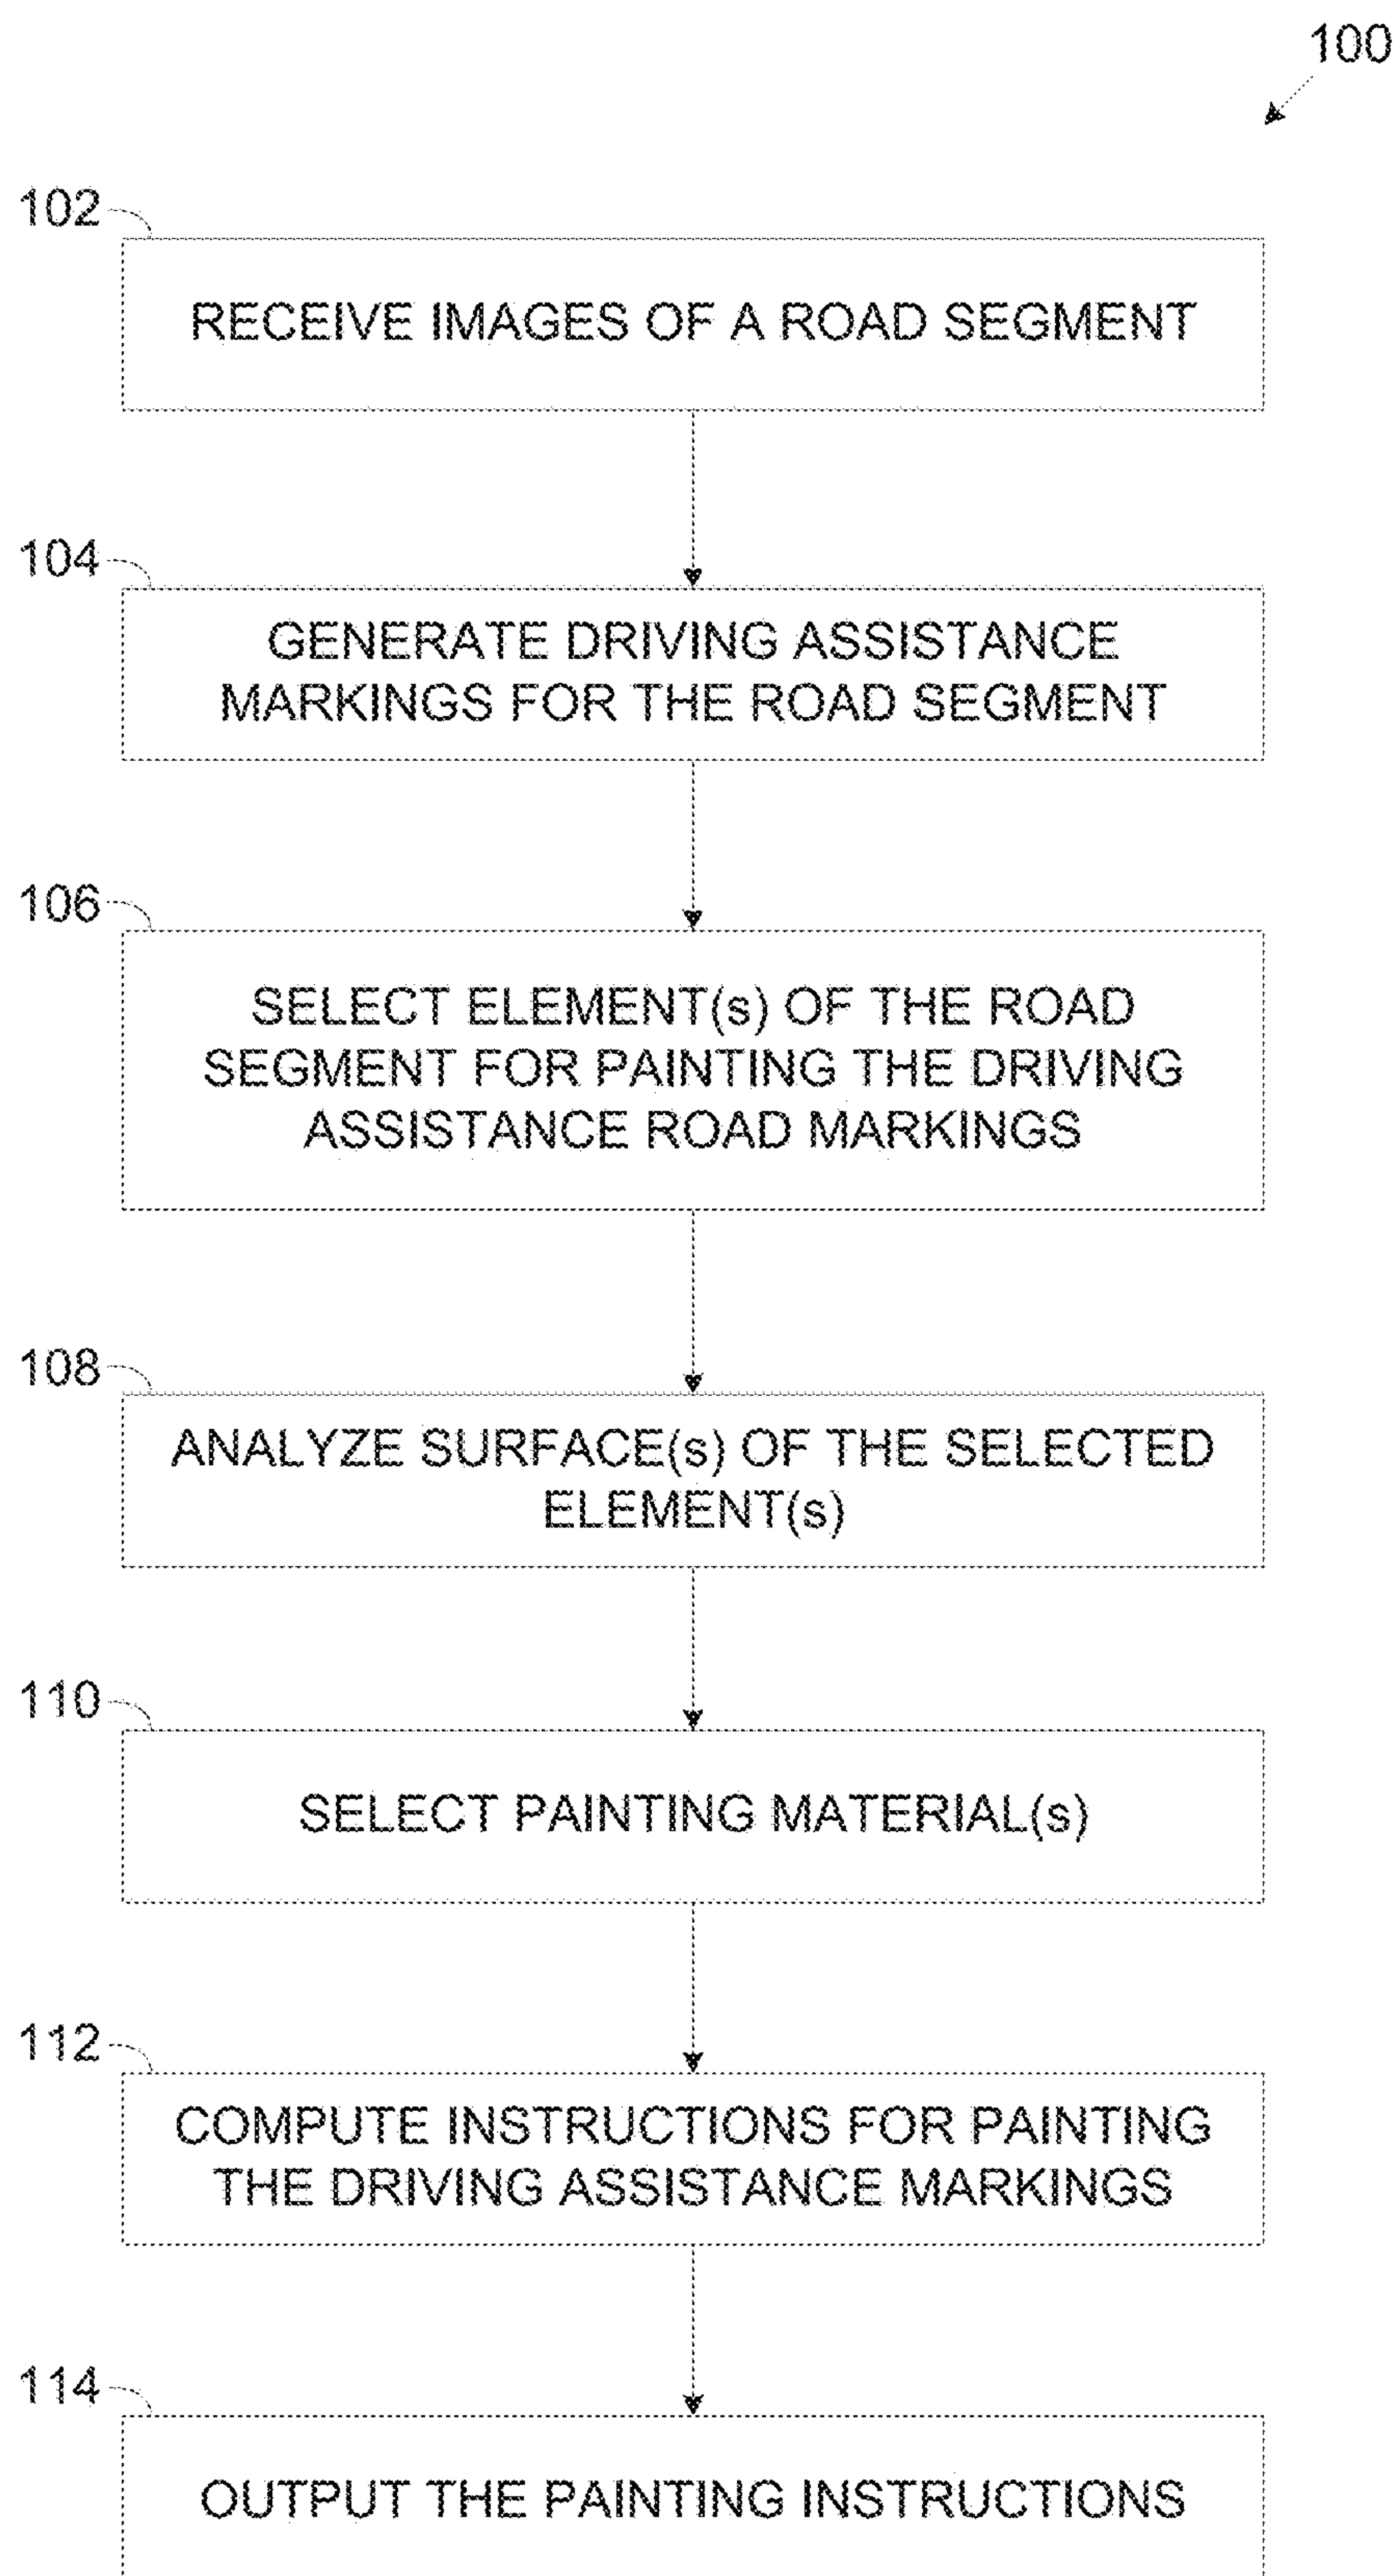 100
102
RECEIVE IMAGES OF A ROAD SEGMENT
104
GENERATE DRIVING ASSISTANCE
MARKINGS FOR THE ROAD SEGMENT
106
SELECT ELEMENT(s) OF THE ROAD
SEGMENT FOR PAINTING THE DRIVING
ASSISTANCE ROAD MARKINGS
108
ANALYZE SURFACE(s) OF THE SELECTED
ELEMENT(s)
110
SELECT PAINTING MATERIAL(s)
112
COMPUTE INSTRUCTIONS FOR PAINTING
THE DRIVING ASSISTANCE MARKINGS
114
OUTPUT THE PAINTING INSTRUCTIONS